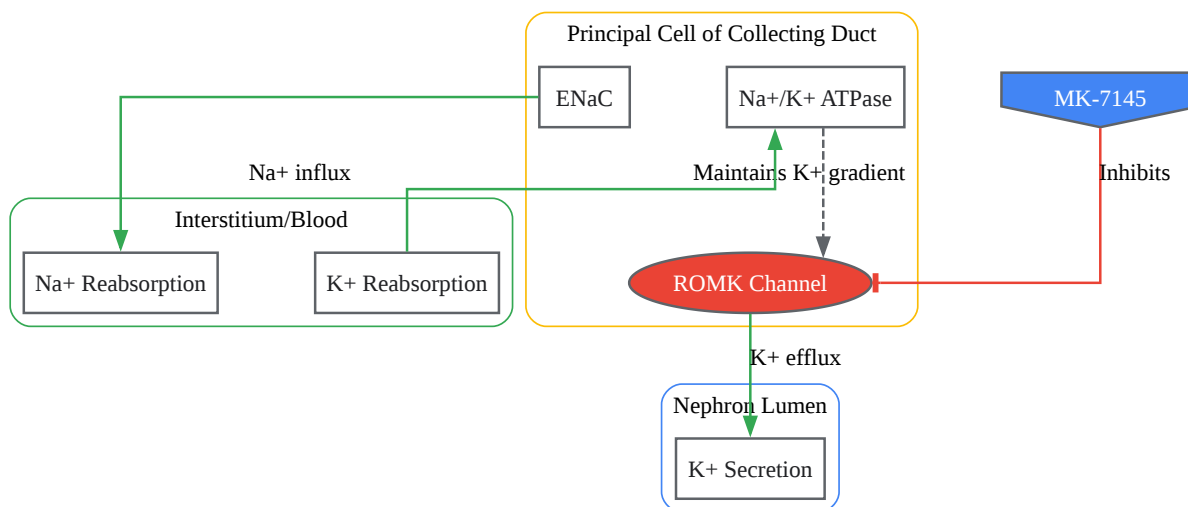 Principal Cell of Collecting Duct
ENaC
Na+/K+ ATPase
MK-7145
Na+ influx
Maintains K+ gradient
Inhibits
Interstitium/Blood
Na+ Reabsorption
K+ Reabsorption
ROMK Channel
K+ efflux
Nephron Lumen
K+ Secretion